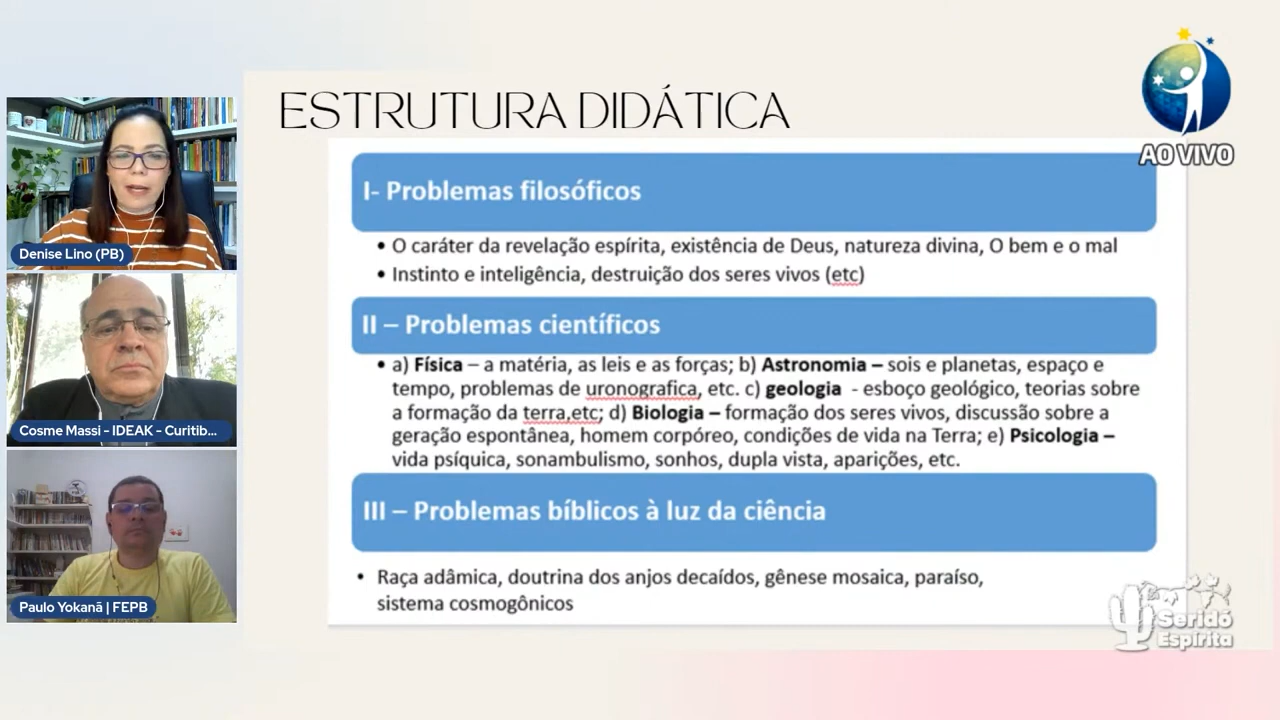 ESTRUTURA DIDÁTICA
AO VIVO
I- Problemas filosóficos
• O caráter da revelação espírita, existência de Deus, natureza divina, O bem e o mal
• Instinto e inteligência, destruição dos seres vivos (etc)
II – Problemas científicos
• a) Física – a matéria, as leis e as forças; b) Astronomia – sois e planetas, espaço e
tempo, problemas de uronografica, etc. c) geologia - esboço geológico, teorias sobre
a formação da terra,etc; d) Biologia – formação dos seres vivos, discussão sobre a
geração espontânea, homem corpóreo, condições de vida na Terra; e) Psicologia –
vida psíquica, sonambulismo, sonhos, dupla vista, aparições, etc.
III – Problemas bíblicos à luz da ciência
• Raça adâmica, doutrina dos anjos decaídos, gênese mosaica, paraíso,
sistema cosmogônicos
Denise Lino (PB)
Cosme Massi - IDEAK - Curitib...
Paulo Yokanã | FEPB
Seridó
Espírita